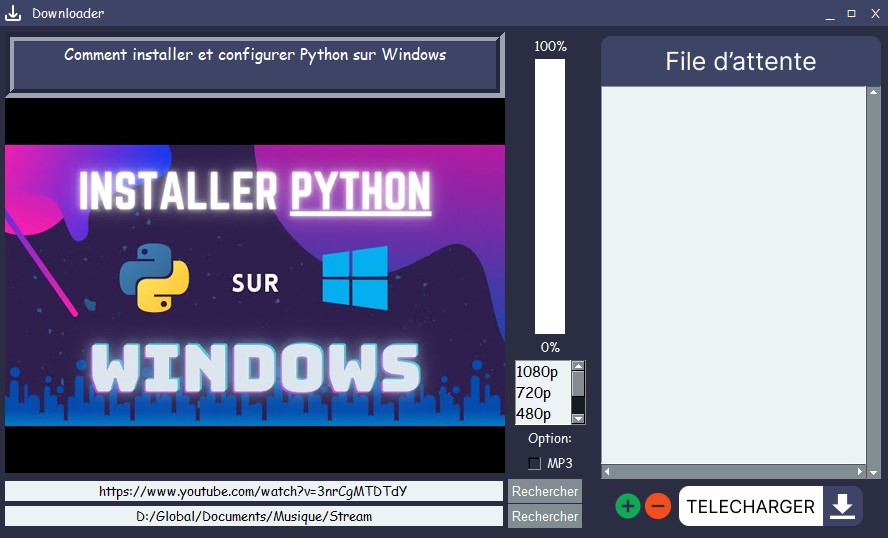 Downloader
Comment installer et configurer Python sur Windows
INSTALLER PYTHON
SUR
WINDOWS
https://www.youtube.com/watch?v=3nrCgMTDTdY
Rechercher
D:/Global/Documents/Musique/Stream
Rechercher
100%
0%
1080p
720p
480p
Option:
MP3
File d’attente
TELECHARGER